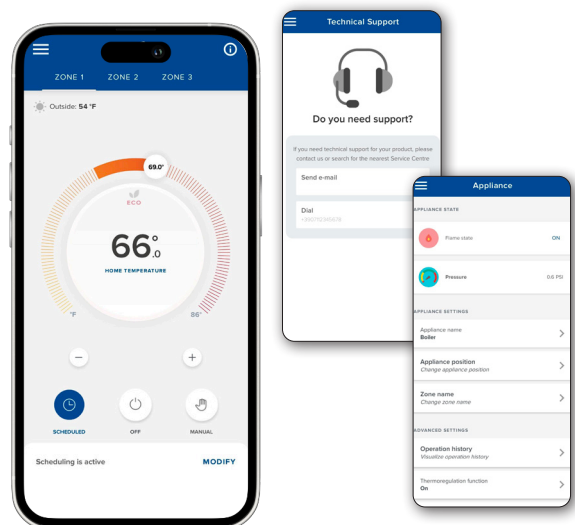 ZONE 1 ZONE 2 ZONE 3
Outside: 54 °F
69.0°
ECO
66.0°
HOME TEMPERATURE
°F
86°
SCHEDULED
OFF
MANUAL
Scheduling is active
MODIFY
Technical Support
Do you need support?
If you need technical support for your product, please
contact us or search for the nearest Service Centre
Send e-mail
Dial
Appliance
APPLIANCE STATE
Flame state
ON
Pressure
0.6 PSI
APPLIANCE SETTINGS
Appliance name
Boiler
Appliance position
Change appliance position
Zone name
Change zone name
ADVANCED SETTINGS
Operation history
Visualise operation history
Thermoregulation function
On